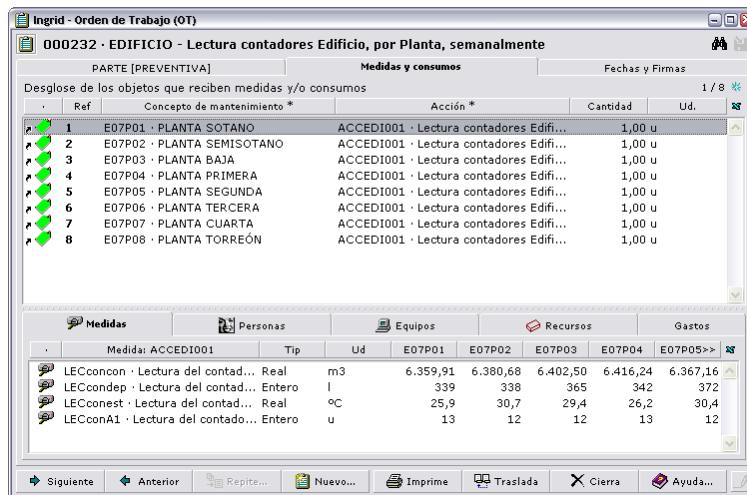 Ingrid - Orden de Trabajo (OT)
000232 · EDIFICIO - Lectura contadores Edificio, por Planta, semanalmente
PARTE [PREVENTIVA] Medidas y consumos Fechas y Firmas
Desglose de los objetos que reciben medidas y/o consumos 1 / 8
· Ref Concepto de mantenimiento * Acción * Cantidad Ud.
1 E07P01 · PLANTA SOTANO ACCEDI001 · Lectura contadores Edifi... 1,00 u
2 E07P02 · PLANTA SEMISOTANO ACCEDI001 · Lectura contadores Edifi... 1,00 u
3 E07P03 · PLANTA BAJA ACCEDI001 · Lectura contadores Edifi... 1,00 u
4 E07P04 · PLANTA PRIMERA ACCEDI001 · Lectura contadores Edifi... 1,00 u
5 E07P05 · PLANTA SEGUNDA ACCEDI001 · Lectura contadores Edifi... 1,00 u
6 E07P06 · PLANTA TERCERA ACCEDI001 · Lectura contadores Edifi... 1,00 u
7 E07P07 · PLANTA CUARTA ACCEDI001 · Lectura contadores Edifi... 1,00 u
8 E07P08 · PLANTA TORREÓN ACCEDI001 · Lectura contadores Edifi... 1,00 u
Medidas Personas Equipos Recursos Gastos
· Medida: ACCEDI001 Tip Ud E07P01 E07P02 E07P03 E07P04 E07P05>>
LECconcon · Lectura del contad... Real m3 6.359,91 6.380,68 6.402,50 6.416,24 6.367,16
LECcondep · Lectura del contad... Entero l 339 338 365 342 372
LECconest · Lectura del contad... Real ºC 25,9 30,7 29,4 26,2 30,4
LECconA1 · Lectura del contado... Entero u 13 12 12 13 12
Siguiente Anterior Repite... Nuevo... Imprime Traslada Cierra Ayuda...